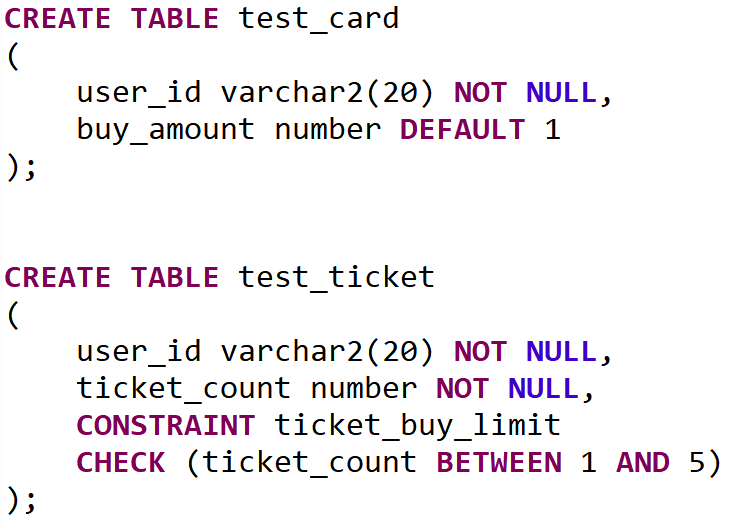 CREATE TABLE test_card
(
    user_id varchar2(20) NOT NULL,
    buy_amount number DEFAULT 1
);
CREATE TABLE test_ticket
(
    user_id varchar2(20) NOT NULL,
    ticket_count number NOT NULL,
    CONSTRAINT ticket_buy_limit
    CHECK (ticket_count BETWEEN 1 AND 5)
);